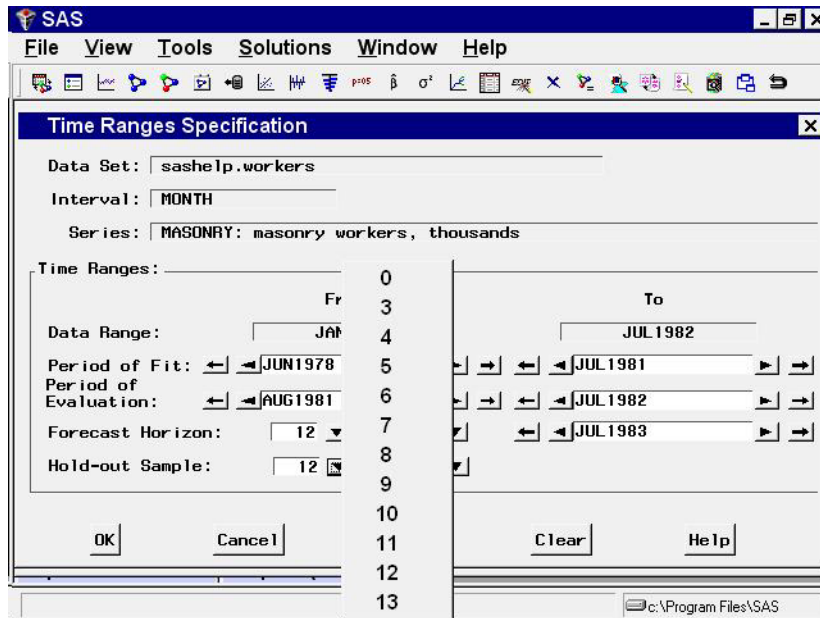 SAS
File View Tools Solutions Window Help
Time Ranges Specification
Data Set: sashelp.workers
Interval: MONTH
Series: MASONRY: masonry workers, thousands
Time Ranges:
To
Data Range: JUL1982
Period of Fit: JUN1978 JUL1981
Period of
Evaluation: AUG1981 JUL1982
Forecast Horizon: 12 JUL1983
Hold-out Sample: 12
0
3
4
5
6
7
8
9
10
11
12
13
OK Cancel Clear Help
c:\Program Files\SAS